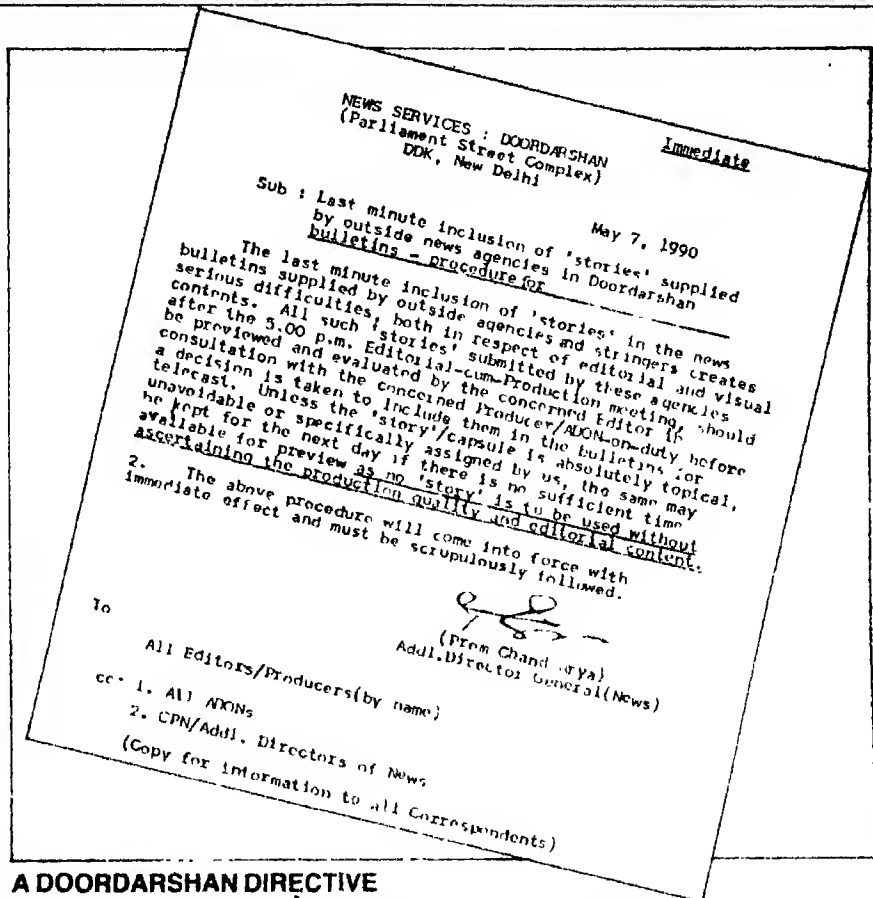 NEWS SERVICES : DOORDARSHAN
(Parliament Street Complex)
DDK, New Delhi
Immediate
May 7, 1990
Sub : Last minute inclusion of 'stories' supplied
by outside news agencies in Doordarshan
bulletins - procedure for
The last minute inclusion of 'stories' in the news
bulletins supplied by outside agencies and stringers creates
serious difficulties, both in respect of editorial and visual
contents. All such 'stories' submitted by these agencies
after the 5.00 p.m. Editorial-cum-Production meeting, should
be previewed and evaluated by the concerned Editor in
consultation with the concerned Producer/ADON-on-duty before
a decision is taken to include them in the bulletins for
telecast. Unless the 'story'/capsule is absolutely topical,
unavoidable or specifically assigned by us, the same may
be kept for the next day if there is no sufficient time
available for preview as no 'story' is to be used without
ascertaining the production quality and editorial content.
2. The above procedure will come into force with
immediate effect and must be scrupulously followed.
(Prem Chand
Addl.Director General(News)
To
All Editors/Producers(by name)
cc' 1. All ADONs
2. CPN/Addl. Directors of News
(Copy for information to all Correspondents)
A DOORDARSHAN DIRECTIVE